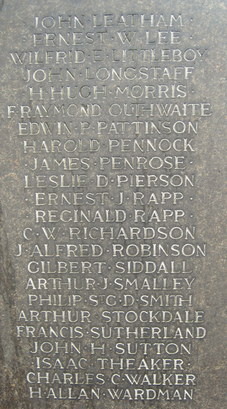 JOHN LEATHAM
ERNEST · W · LEE
WILFRID · E · LITTLEBOY
JOHN · LONGSTAFF
H · HUGH · MORRIS
F · RAYMOND OUTHWAITE
EDWIN · F · PATTINSON
HAROLD · PENNOCK
JAMES · PENROSE
LESLIE · D · PIERSON
ERNEST · J · RAPP
REGINALD · RAPP
C · W · RICHARDSON
J · ALFRED · ROBINSON
GILBERT · SIDDALL
ARTHUR · J · SMALLEY
PHILIP · S · G · D · SMITH
ARTHUR STOCKDALE
FRANCIS · SUTHERLAND
JOHN · H · SUTTON
ISAAC · THEAKER
CHARLES · C · WALKER
H · ALLAN · WARDMAN